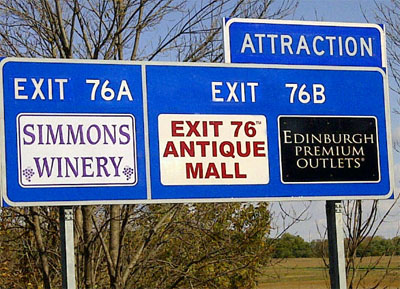 ATTRACTION
EXIT 76A
SIMMONS
WINERY
EXIT 76B
EXIT 76™
ANTIQUE
MALL
EDINBURGH
PREMIUM
OUTLETS®